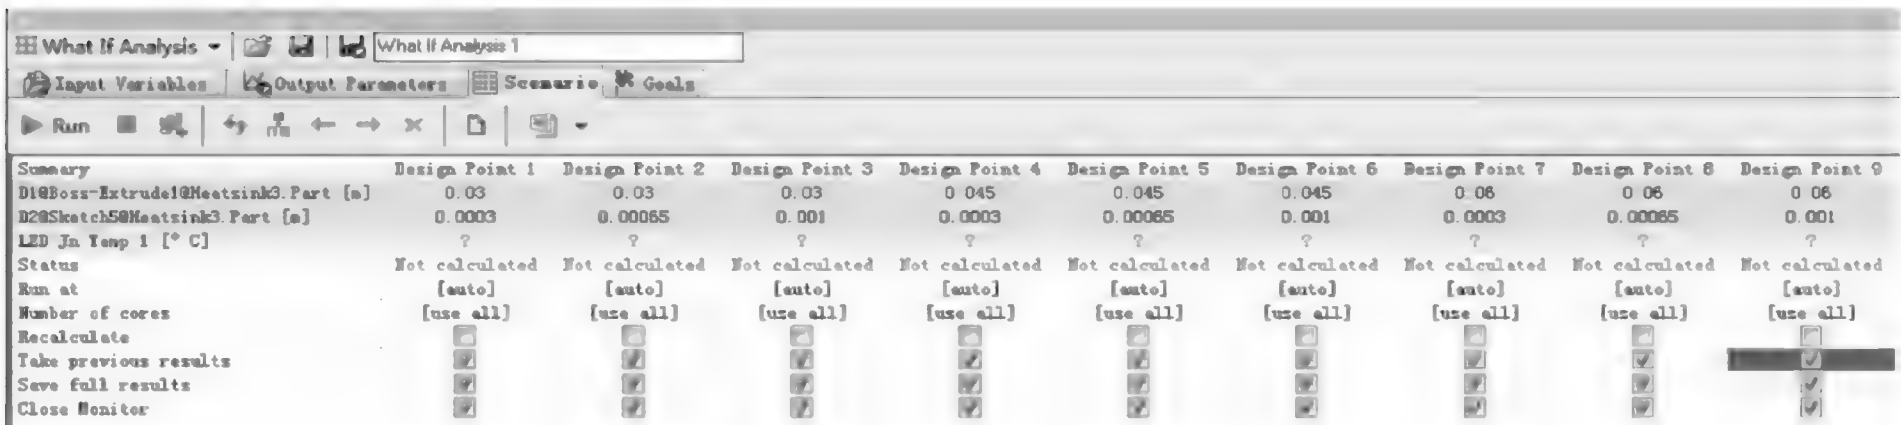 What If Analysis What If Analysis 1
Input Variables Output Parameters Scenario Goals
Run
Summary Design Point 1 Design Point 2 Design Point 3 Design Point 4 Design Point 5 Design Point 6 Design Point 7 Design Point 8 Design Point 9
D1@Boss-Extrude1@Heatsink3.Part [m] 0.03 0.03 0.03 0.045 0.045 0.045 0.06 0.06 0.06
D2@Sketch5@Heatsink3.Part [m] 0.0003 0.00065 0.001 0.0003 0.00065 0.001 0.0003 0.00065 0.001
LED Jn Temp 1 [° C] ? ? ? ? ? ? ? ? ?
Status Not calculated Not calculated Not calculated Not calculated Not calculated Not calculated Not calculated Not calculated Not calculated
Run at [auto] [auto] [auto] [auto] [auto] [auto] [auto] [auto] [auto]
Number of cores [use all] [use all] [use all] [use all] [use all] [use all] [use all] [use all] [use all]
Recalculate
Take previous results
Save full results
Close Monitor